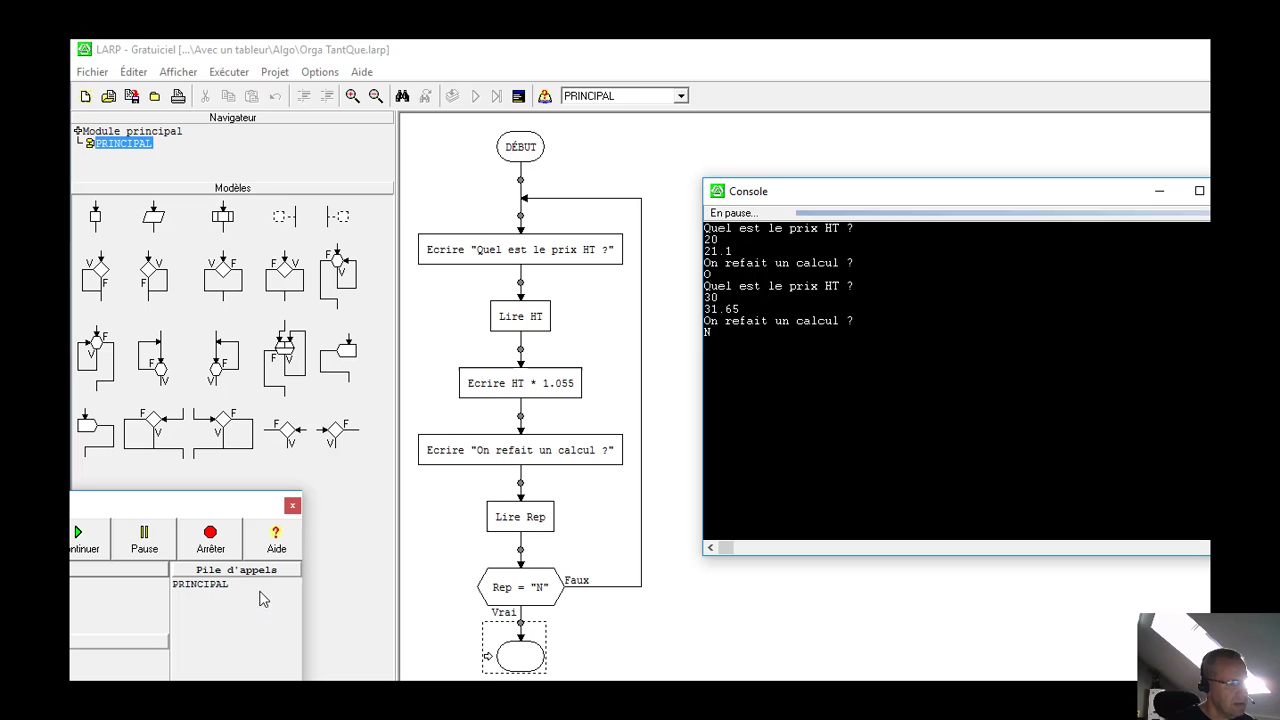 LARP - Gratuiciel [...\Avec un tableur\Algo\Orga TantQue.larp]
Fichier Éditer Afficher Exécuter Projet Options Aide
PRINCIPAL
Navigateur
Module principal
PRINCIPAL
Modèles
V F
V F
V F
F V
F V
V F
F V
F V
F V
F V
F V
F V
F V
V F
ntinuer Pause Arrêter Aide
Pile d'appels
PRINCIPAL
DÉBUT
Ecrire "Quel est le prix HT ?"
Lire HT
Ecrire HT * 1.055
Ecrire "On refait un calcul ?"
Lire Rep
Rep = "N"
Faux
Vrai
Console
En pause...
Quel est le prix HT ?
20
21.1
On refait un calcul ?
O
Quel est le prix HT ?
30
31.65
On refait un calcul ?
N